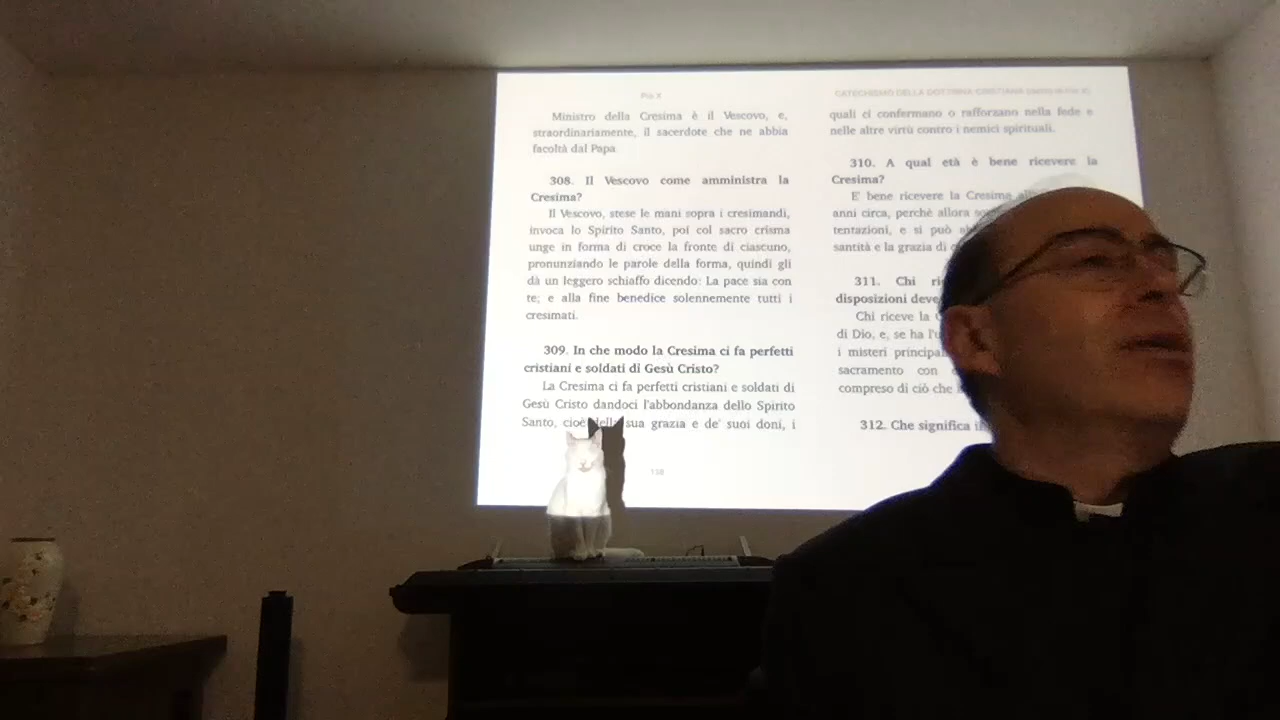 Pio X
Ministro della Cresima è il Vescovo, e,
straordinariamente, il sacerdote che ne abbia
facoltà dal Papa
308. Il Vescovo come amministra la
Cresima?
Il Vescovo, stese le mani sopra i cresimandi,
invoca lo Spirito Santo, poi col sacro crisma
unge in forma di croce la fronte di ciascuno,
pronunziando le parole della forma, quindi gli
dà un leggero schiaffo dicendo: La pace sia con
te; e alla fine benedice solennemente tutti i
cresimati.
309. In che modo la Cresima ci fa perfetti
cristiani e soldati di Gesù Cristo?
La Cresima ci fa perfetti cristiani e soldati di
Gesù Cristo dandoci l'abbondanza dello Spirito
Santo, cioè della sua grazia e de' suoi doni, i
118
CATECHISMO DELLA DOTTRINA CRISTIANA
quali ci confermano o rafforzano nella fede e
nelle altre virtù contro i nemici spirituali.
310. A qual età è bene ricevere la
Cresima?
E' bene ricevere la Cresima
anni circa, perchè allora
tentazioni, e si può
santità e la grazia di
311. Chi
disposizioni deve
Chi riceve la
di Dio, e, se ha
i misteri
sacramento con
compreso di ciò che
312. Che significa